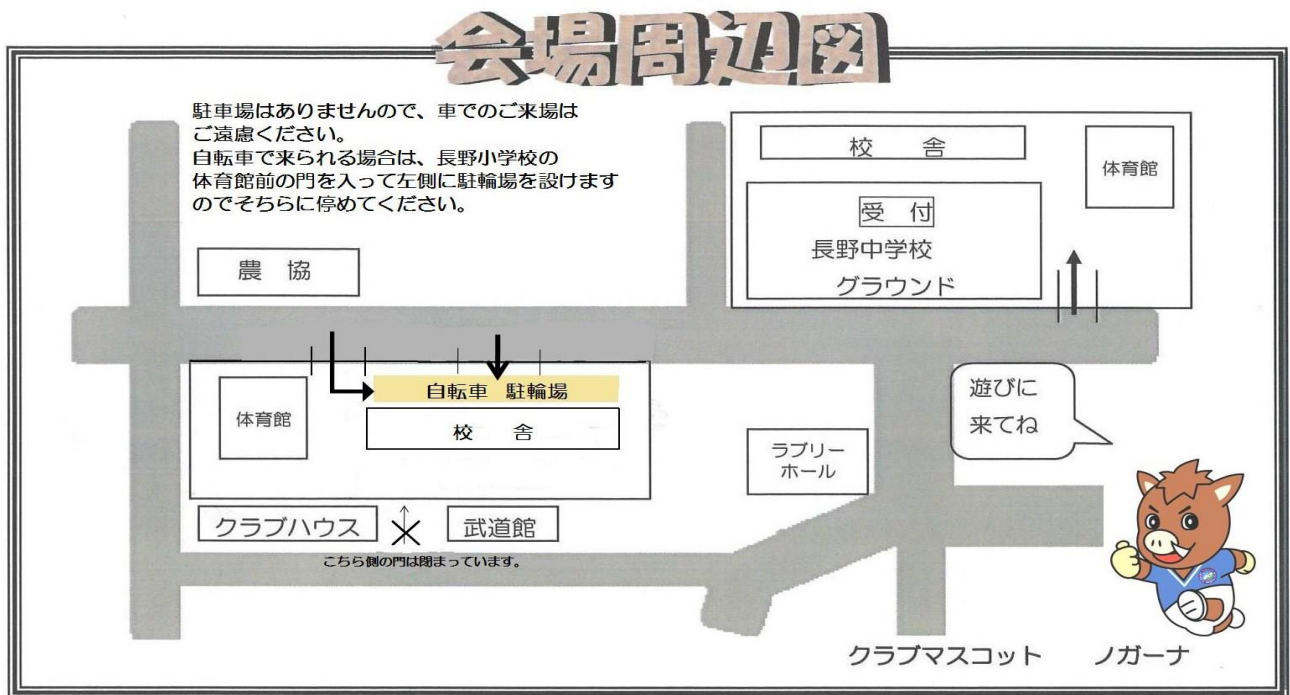 会場周辺図
駐車場はありませんので、車でのご来場は
ご遠慮ください。
自転車で来られる場合は、長野小学校の
体育館前の門を入って左側に駐輪場を設けます
のでそちらに停めてください。
校 舎
体育館
受 付
長野中学校
グラウンド
農 協
自転車 駐輪場
体育館
校 舎
遊びに
来てね
ラブリー
ホール
クラブハウス
武道館
こちら側の門は閉まっています。
クラブマスコット ノガーナ